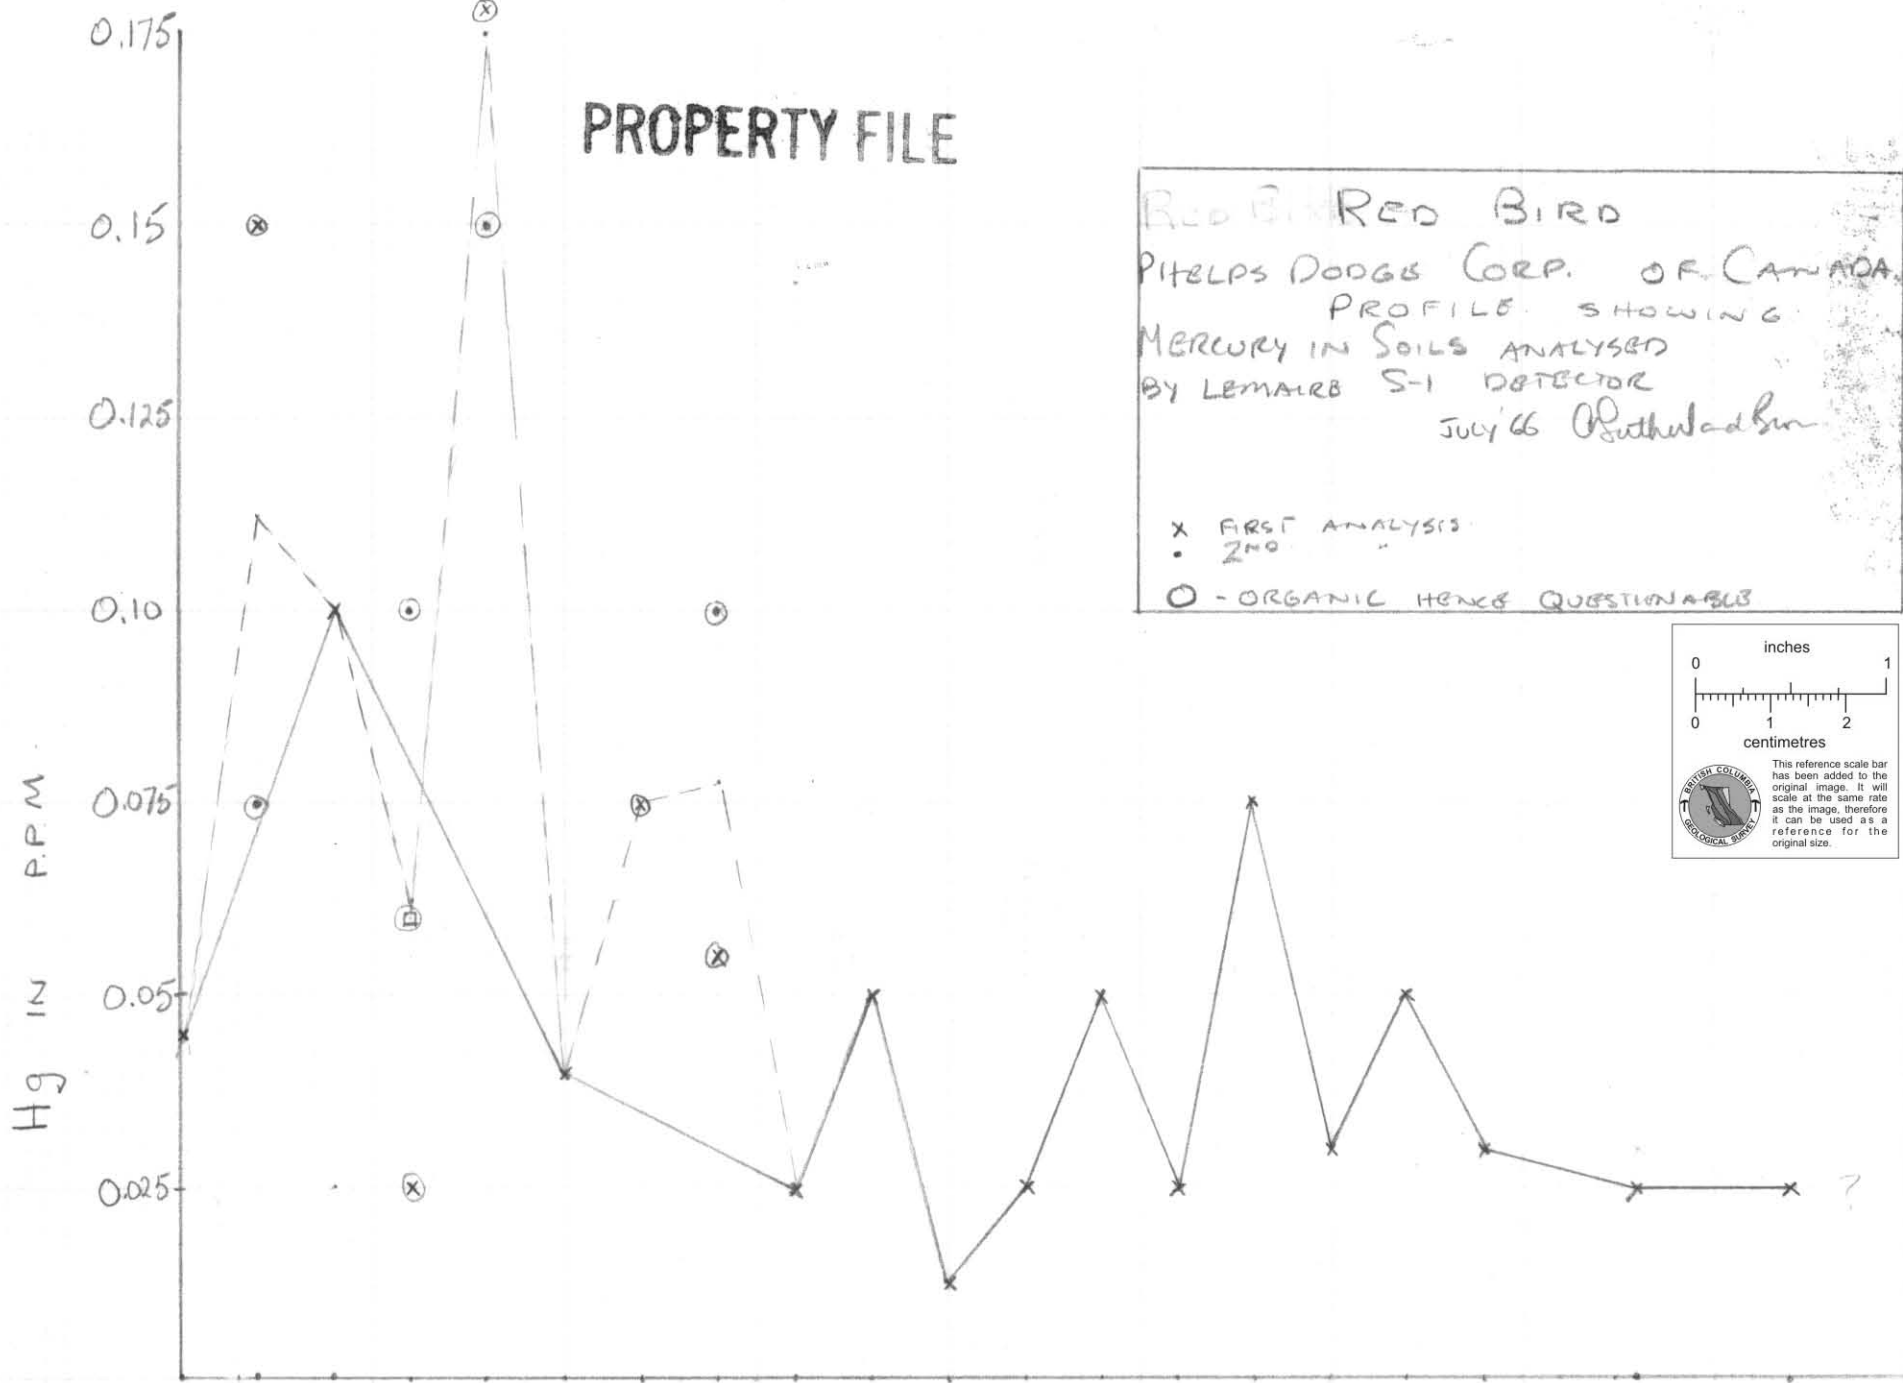 0.175
0.15
0.125
0.10
0.075
0.05
0.025
Hg IN P.P.M.
PROPERTY FILE
RED BIRD
PHELPS DODGE CORP. OF CANADA.
PROFILE SHOWING
MERCURY IN SOILS ANALYSED
BY LEMAIRE S-1 DETECTOR
JULY '66 A Sutherland Brown
x FIRST ANALYSIS
• 2ND "
O - ORGANIC HENCE QUESTIONABLE
inches
0 1
0 1 2
centimetres
BRITISH COLUMBIA
GEOLOGICAL SURVEY
This reference scale bar
has been added to the
original image. It will
scale at the same rate
as the image, therefore
it can be used as a
reference for the
original size.
?